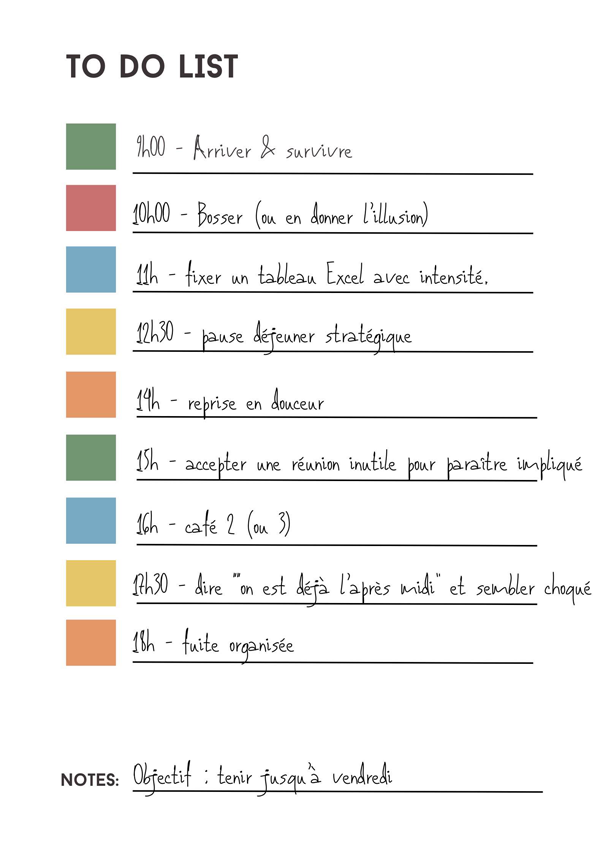 TO DO LIST
9h00 - Arriver & survivre
10h00 - Bosser (ou en donner l'illusion)
11h - fixer un tableau Excel avec intensité.
12h30 - pause déjeuner stratégique
14h - reprise en douceur
15h - accepter une réunion inutile pour paraître impliqué
16h - café 2 (ou 3)
17h30 - dire ""on est déjà l'après midi" et sembler choqué
18h - fuite organisée
NOTES: Objectif : tenir jusqu'à vendredi